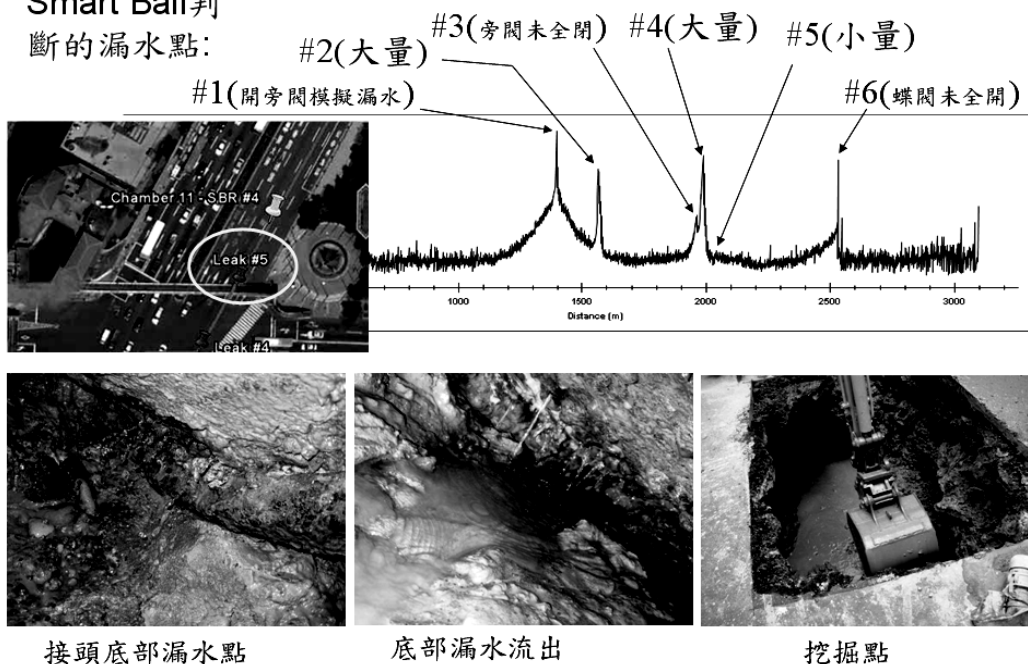 Smart Ball判
斷的漏水點:
#1(開旁閥模擬漏水)
#2(大量)
#3(旁閥未全閉)
#4(大量)
#5(小量)
#6(蝶閥未全開)
Chamber 11 - SBR #4
Leak #5
Leak #4
1000 1500 2000 2500 3000
Distance (m)
接頭底部漏水點
底部漏水流出
挖掘點